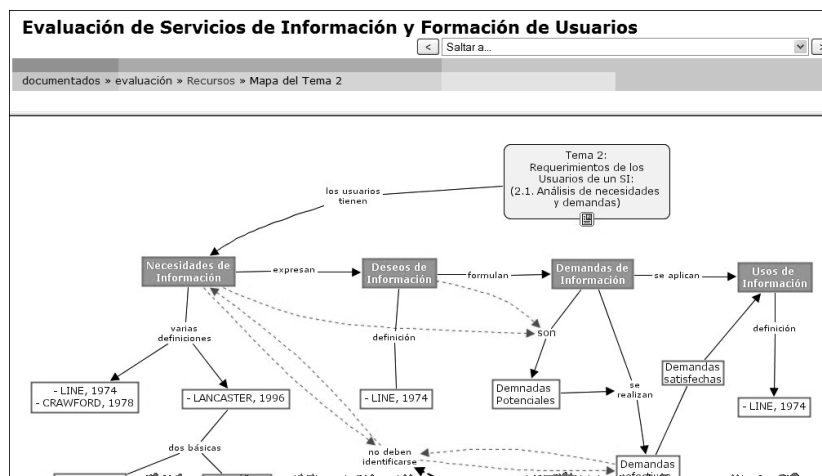 Evaluación de Servicios de Información y Formación de Usuarios
< Saltar a... >
documentados » evaluación » Recursos » Mapa del Tema 2
Tema 2:
Requerimientos de los
Usuarios de un SI:
(2.1. Análisis de necesidades
y demandas)
los usuarios
tienen
Necesidades de
Información
expresan
Deseos de
Información
formulan
Demandas de
Información
se aplican
Usos de
Información
varias
definiciones
definición
son
definición
- LINE, 1974
- CRAWFORD, 1978
- LANCASTER, 1996
- LINE, 1974
Demnadas
Potenciales
se
realizan
Demandas
satisfechas
- LINE, 1974
dos básicas
no deben
identificarse
Demandas